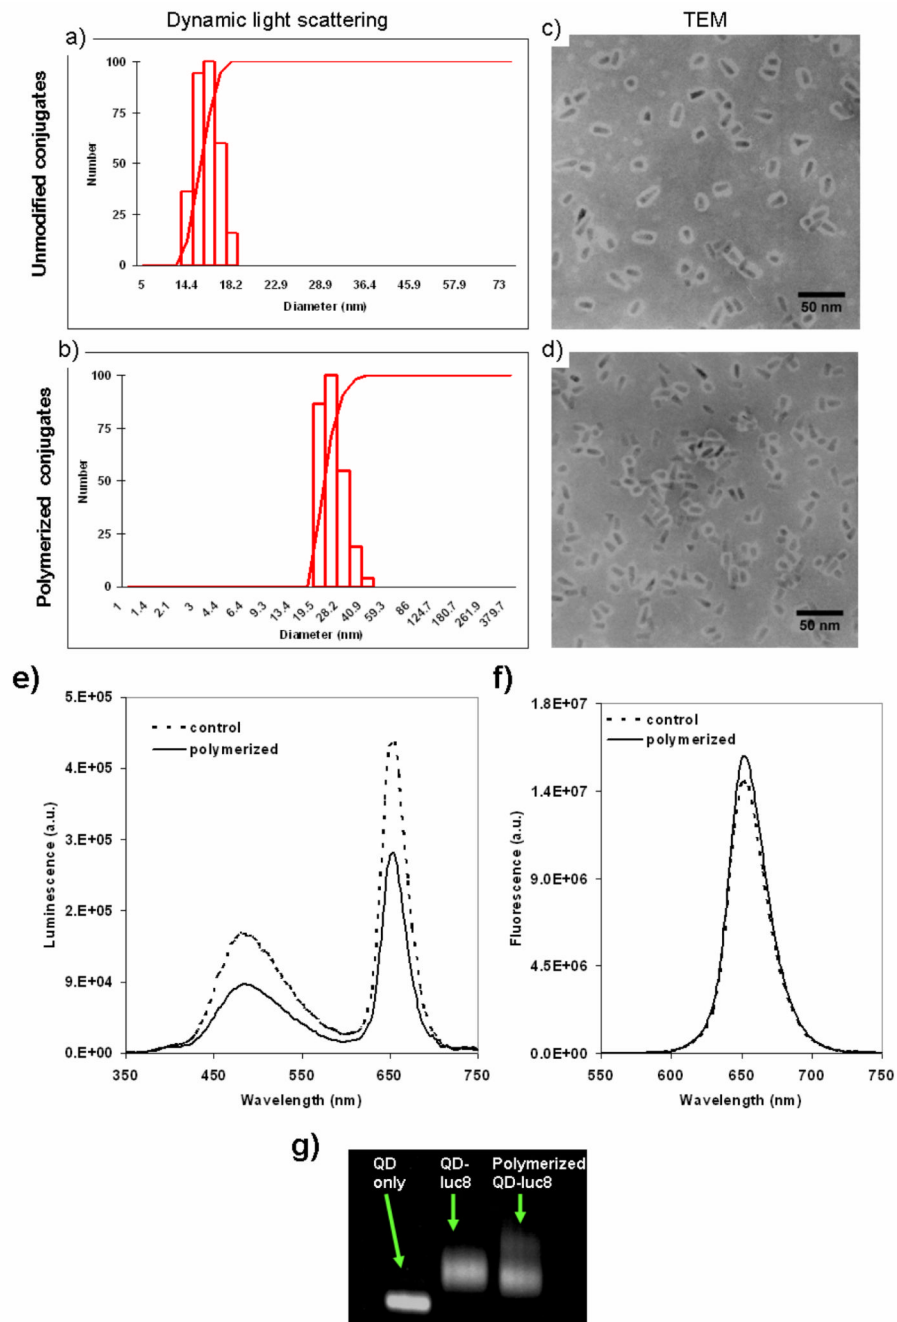 Dynamic light scattering
TEM
a)
Unmodified conjugates
Number
100
75
50
25
0
5 14.4 18.2 22.9 28.9 36.4 45.9 57.9 73
Diameter (nm)
c)
50 nm
b)
Polymerized conjugates
Number
100
75
50
25
0
1 1.4 2.1 3 4.4 6.4 9.3 13.4 19.5 28.2 40.9 59.3 86 124.7 180.7 261.9 379.7
Diameter (nm)
d)
50 nm
e)
Luminescence (a.u.)
5.E+05
4.E+05
3.E+05
2.E+05
9.E+04
0.E+00
control
polymerized
350 450 550 650 750
Wavelength (nm)
f)
Fluorescence (a.u.)
1.8E+07
1.4E+07
9.0E+06
4.5E+06
0.0E+00
control
polymerized
550 600 650 700 750
Wavelength (nm)
g)
QD
only
QD-
luc8
Polymerized
QD-luc8